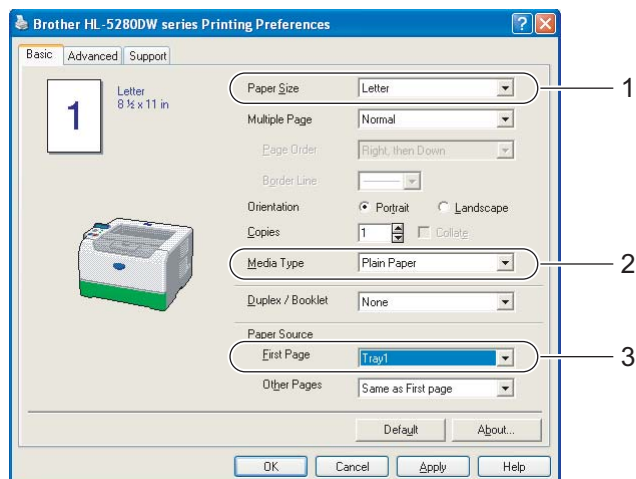 Brother HL-5280DW series Printing Preferences
Basic Advanced Support
Letter
8 ½ x 11 in
1
Paper Size Letter 1
Multiple Page Normal
Page Order Right, then Down
Border Line
Orientation Portrait Landscape
Copies 1 Collate
Media Type Plain Paper 2
Duplex / Booklet None
Paper Source
First Page Tray1 3
Other Pages Same as First page
Default About...
OK Cancel Apply Help